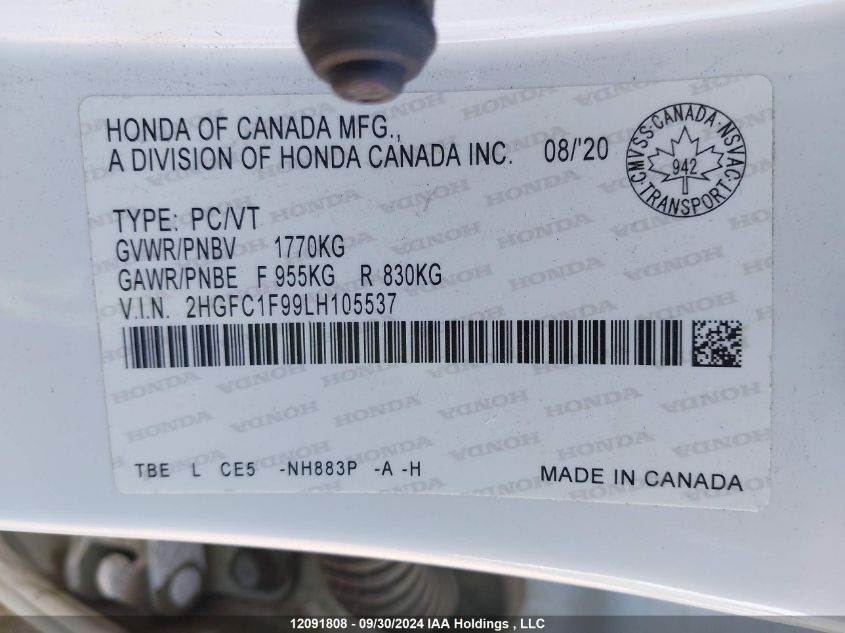 HONDA OF CANADA MFG.,
A DIVISION OF HONDA CANADA INC. 08/'20
CMVSS·CANADA·NSVAC·TRANSPORT·
942
TYPE: PC/VT
GVWR/PNBV 1770KG
GAWR/PNBE F 955KG R 830KG
V.I.N. 2HGFC1F99LH105537
TBE L CE5 -NH883P -A -H
MADE IN CANADA
12091808 - 09/30/2024 IAA Holdings , LLC